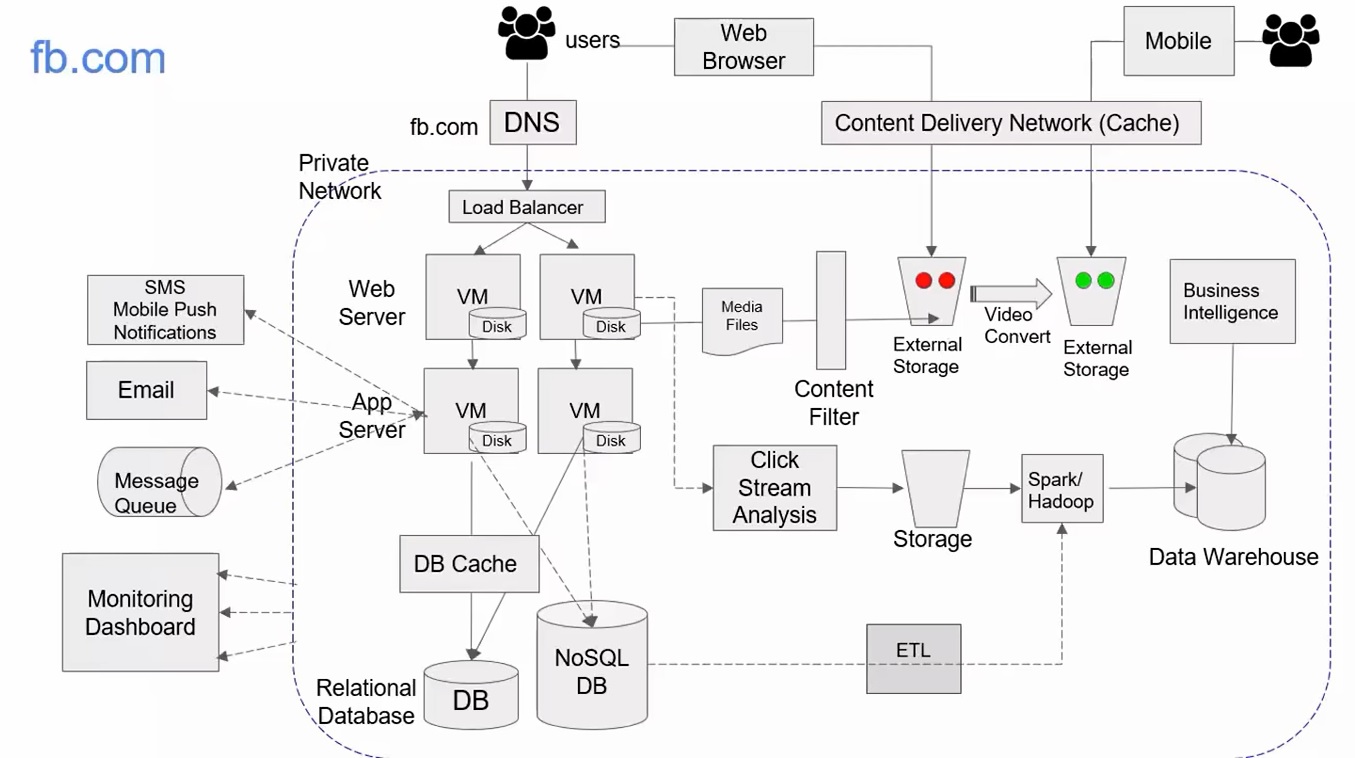 fb.com
users
Web
Browser
Mobile
fb.com
DNS
Content Delivery Network (Cache)
Private
Network
Load Balancer
Web
Server
VM
Disk
VM
Disk
Media
Files
Content
Filter
External
Storage
Video
Convert
External
Storage
Business
Intelligence
SMS
Mobile Push
Notifications
Email
Message
Queue
App
Server
VM
Disk
VM
Disk
Click
Stream
Analysis
Storage
Spark/
Hadoop
Data Warehouse
DB Cache
Monitoring
Dashboard
Relational
Database
DB
NoSQL
DB
ETL